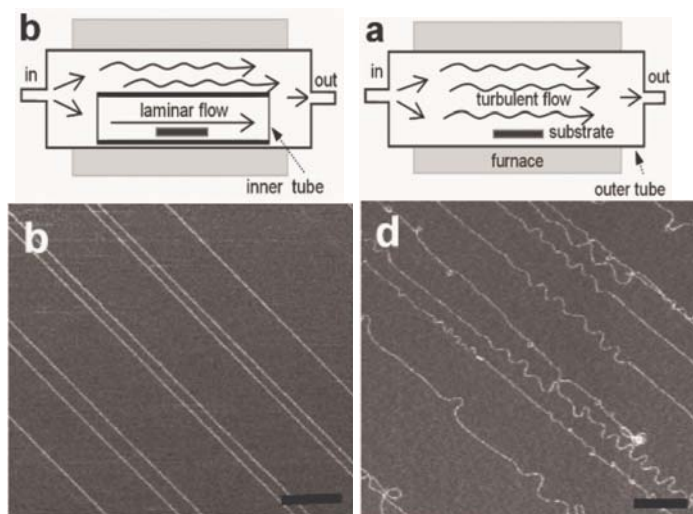 b
in
out
laminar flow
inner tube
a
in
out
turbulent flow
substrate
furnace
outer tube
b
d